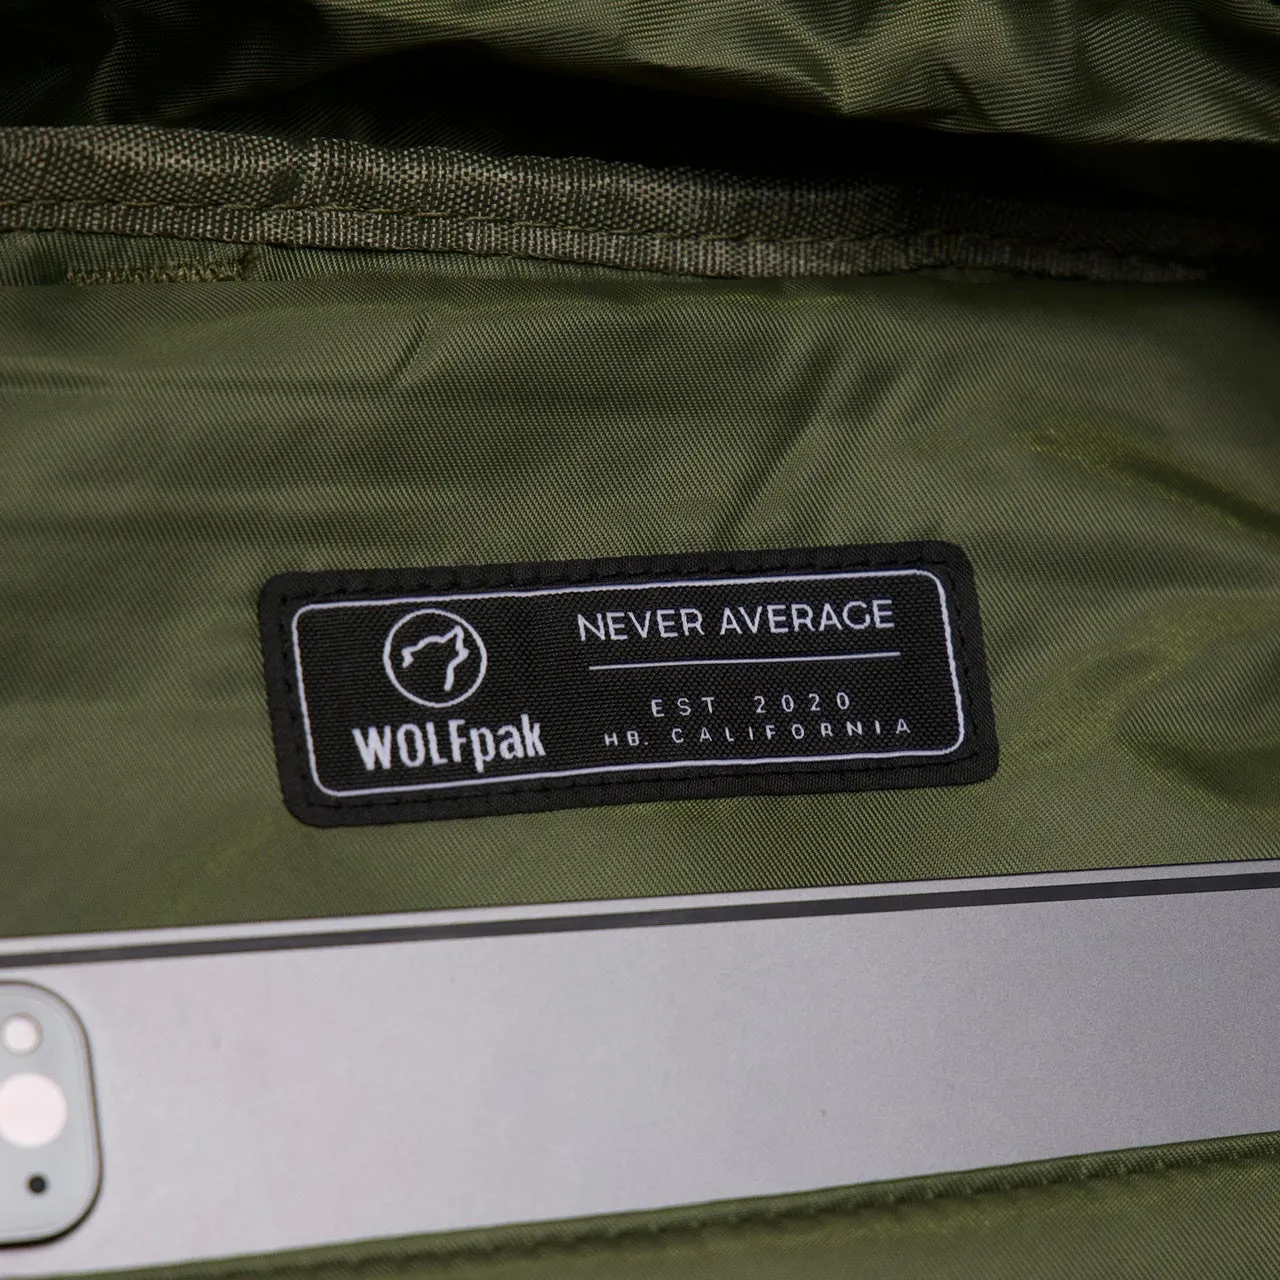 WOLFpak
NEVER AVERAGE
EST 2020
HB. CALIFORNIA